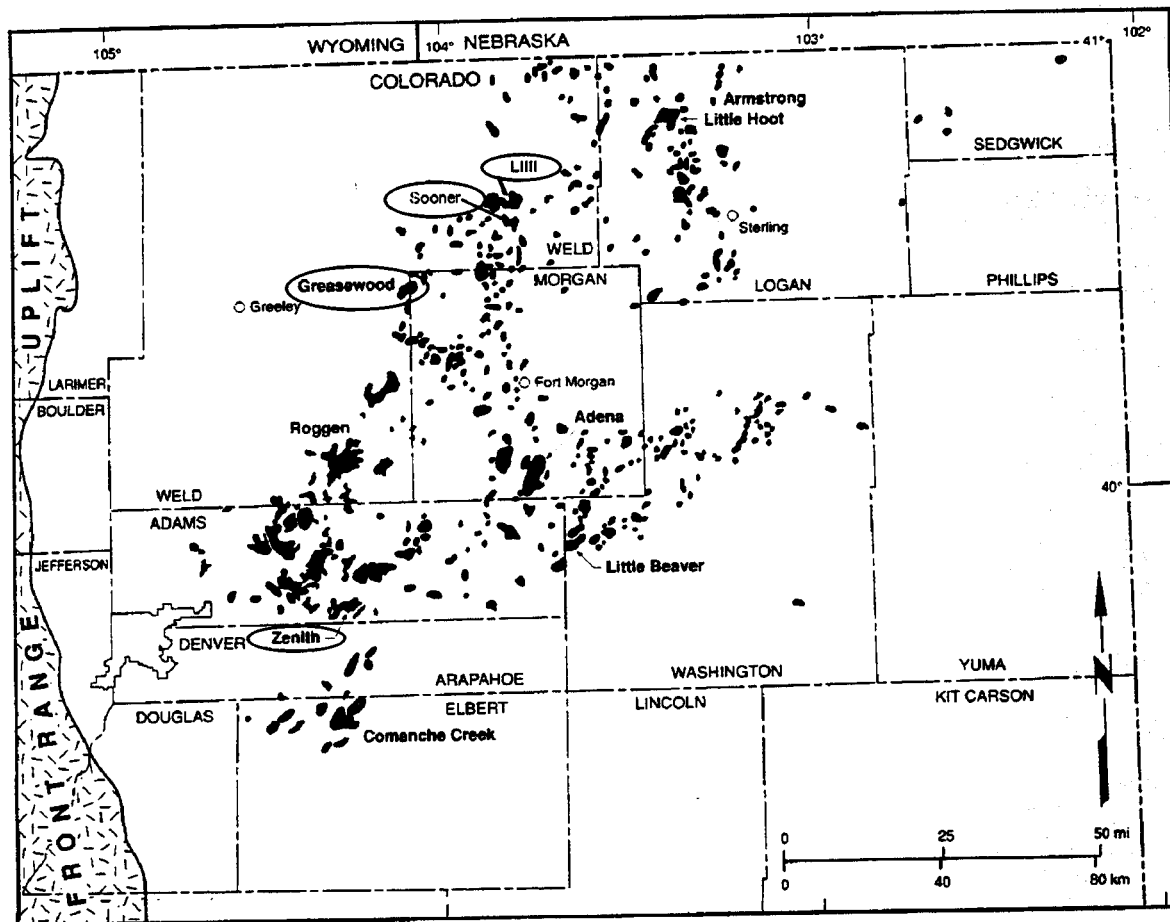 105°
WYOMING
104°
NEBRASKA
103°
102°
41°
COLORADO
Armstrong
Little Hoot
SEDGWICK
Lilli
Sooner
Sterling
WELD
MORGAN
LOGAN
PHILLIPS
Greasewood
Greeley
UPLIFT
LARIMER
BOULDER
Fort Morgan
Adena
Roggen
40°
WELD
ADAMS
JEFFERSON
Little Beaver
DENVER
Zenith
ARAPAHOE
WASHINGTON
YUMA
DOUGLAS
ELBERT
LINCOLN
KIT CARSON
Comanche Creek
FRONT RANGE
N
0 25 50 mi
0 40 80 km